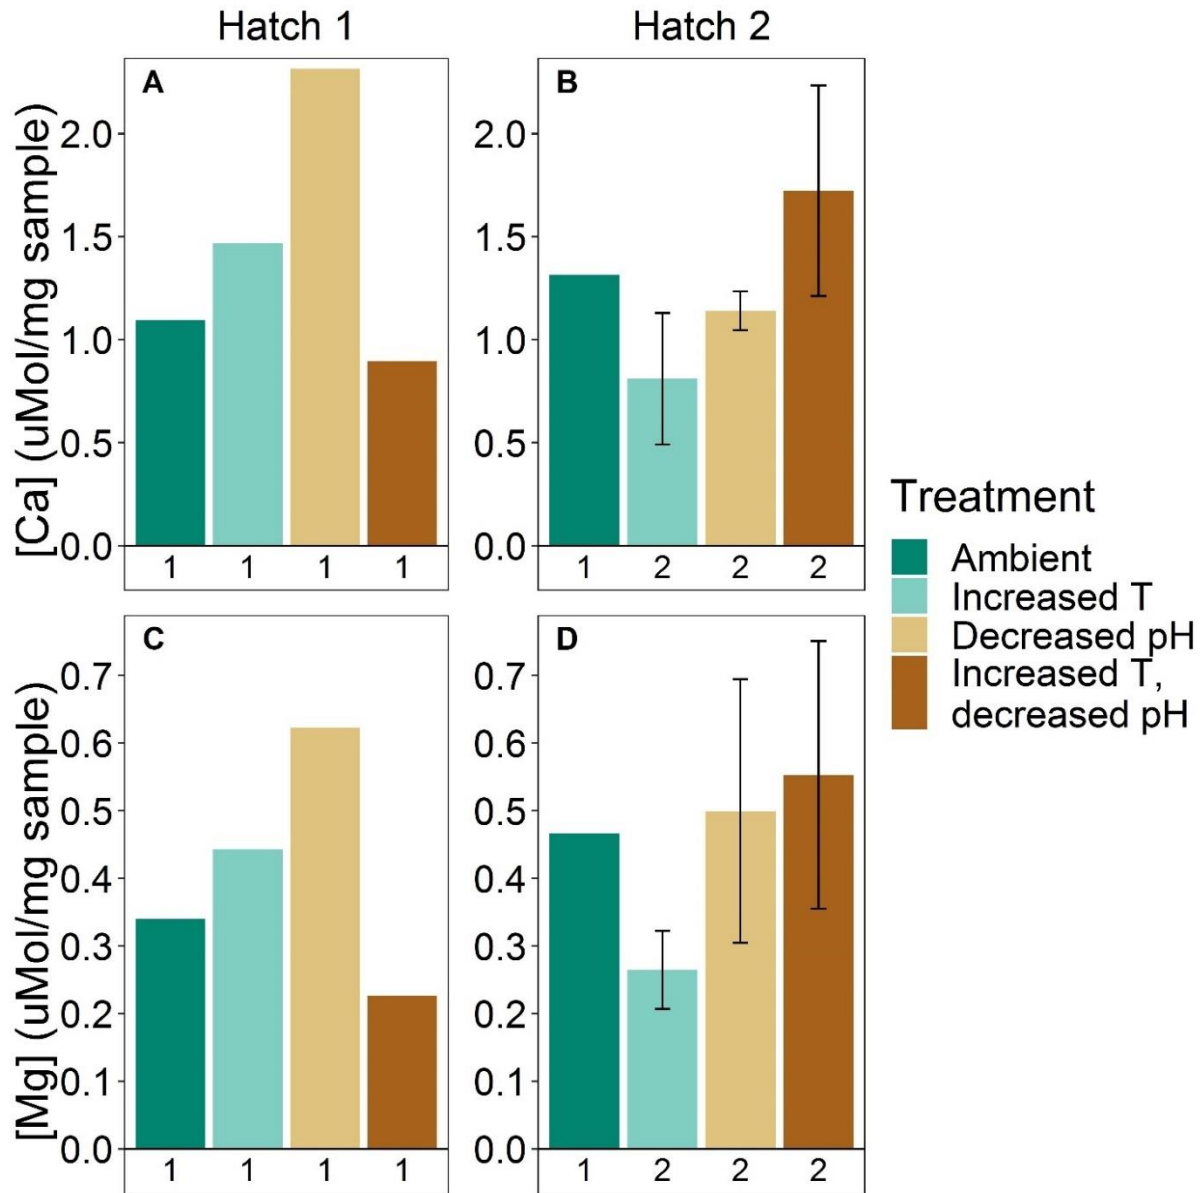 Hatch 1
Hatch 2
[Ca] (uMol/mg sample)
A
2.0
1.5
1.0
0.5
0.0
1 1 1 1
B
2.0
1.5
1.0
0.5
0.0
1 2 2 2
[Mg] (uMol/mg sample)
C
0.7
0.6
0.5
0.4
0.3
0.2
0.1
0.0
1 1 1 1
D
0.7
0.6
0.5
0.4
0.3
0.2
0.1
0.0
1 2 2 2
Treatment
Ambient
Increased T
Decreased pH
Increased T,
decreased pH